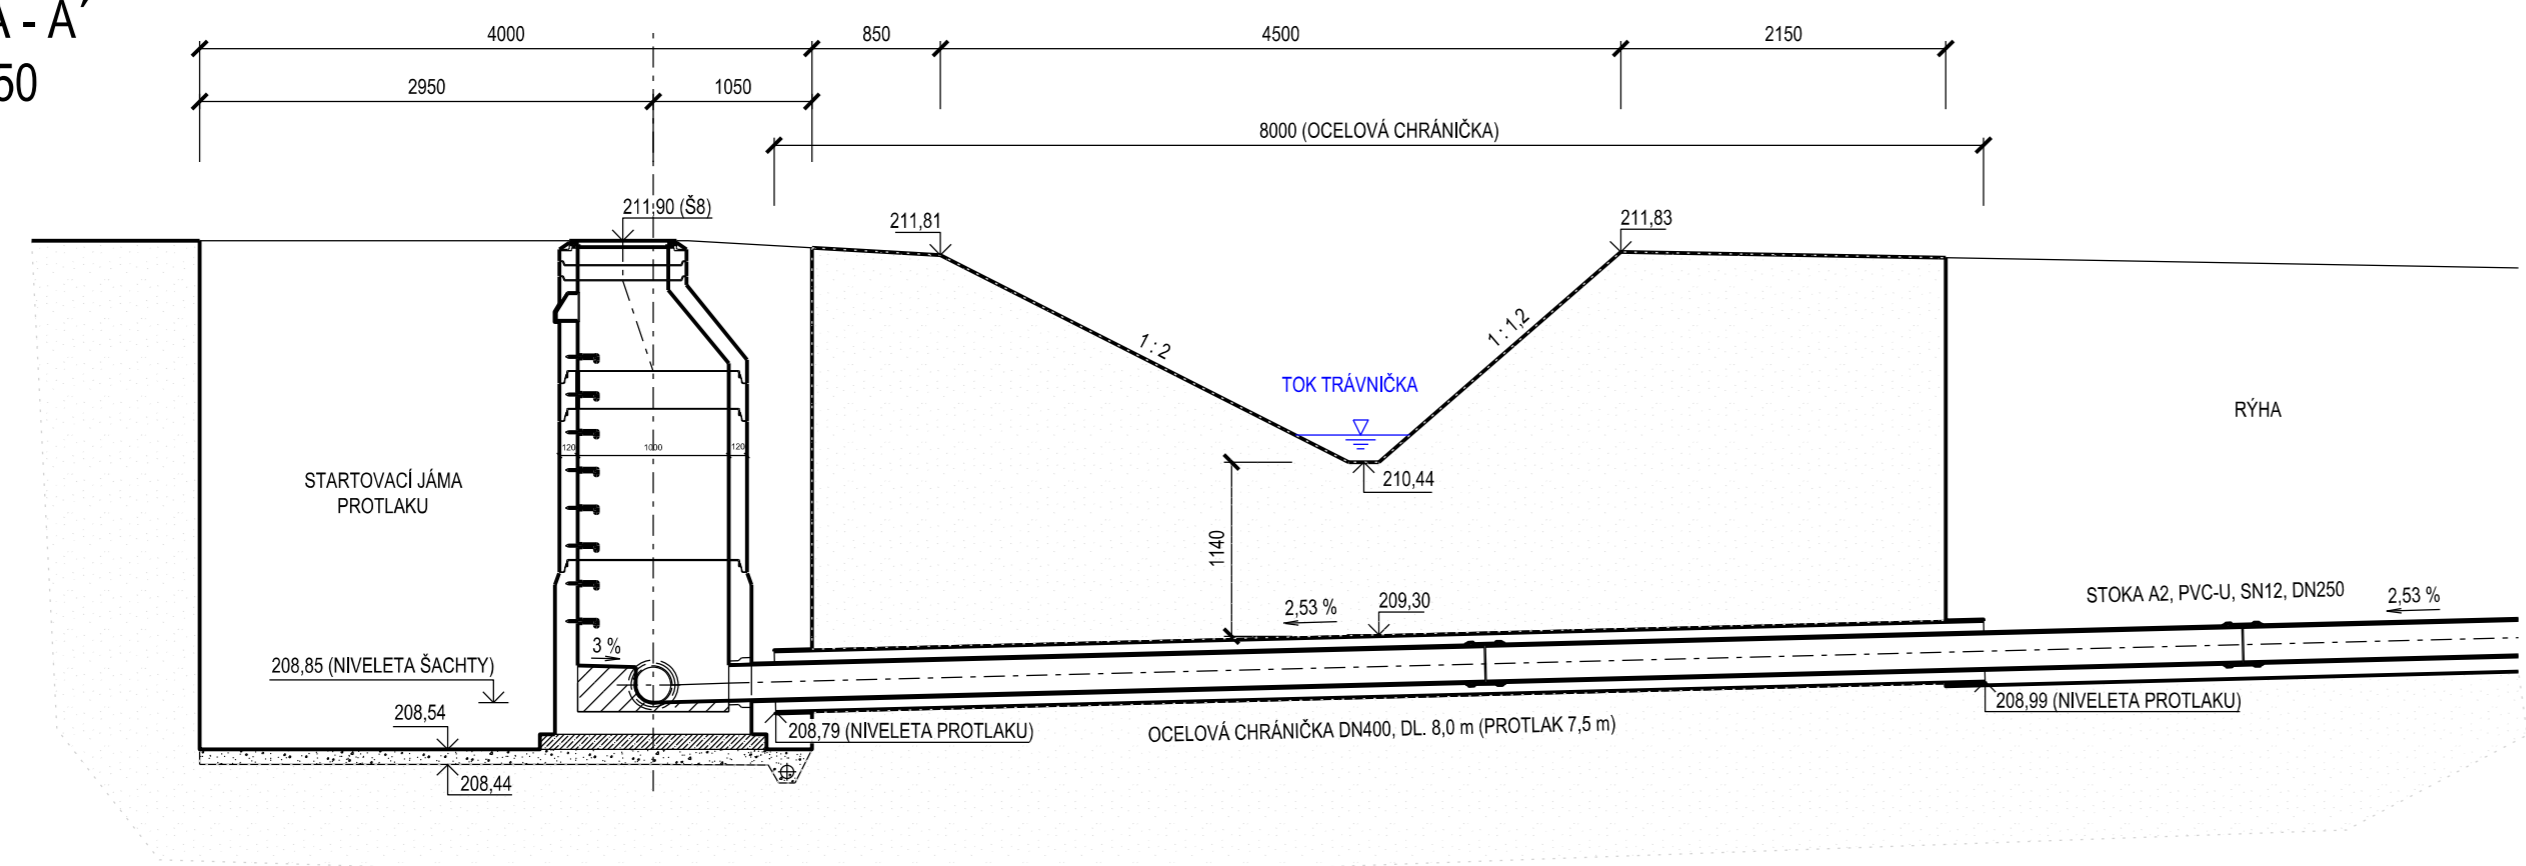 A - A´
50
4000
850
4500
2150
2950
1050
8000 (OCELOVÁ CHRÁNIČKA)
211,90 (Š8)
211,81
211,83
1 : 2
1 : 1,2
TOK TRÁVNIČKA
RÝHA
120
1000
120
STARTOVACÍ JÁMA
PROTLAKU
210,44
1140
2,53 %
209,30
STOKA A2, PVC-U, SN12, DN250
2,53 %
3 %
208,85 (NIVELETA ŠACHTY)
208,54
208,79 (NIVELETA PROTLAKU)
OCELOVÁ CHRÁNIČKA DN400, DL. 8,0 m (PROTLAK 7,5 m)
208,99 (NIVELETA PROTLAKU)
208,44